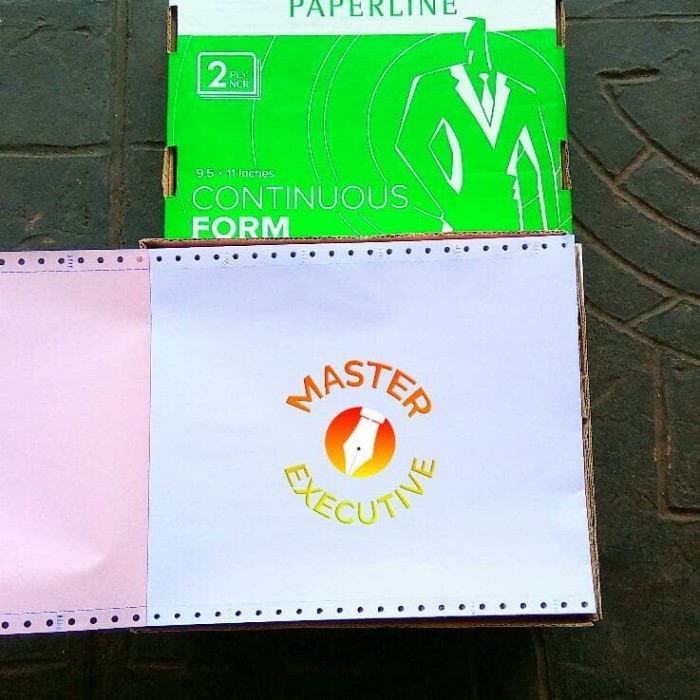 PAPERLINE
2 PLY
NCR
9.5 x 11 Inches
CONTINUOUS
FORM
MASTER
EXECUTIVE